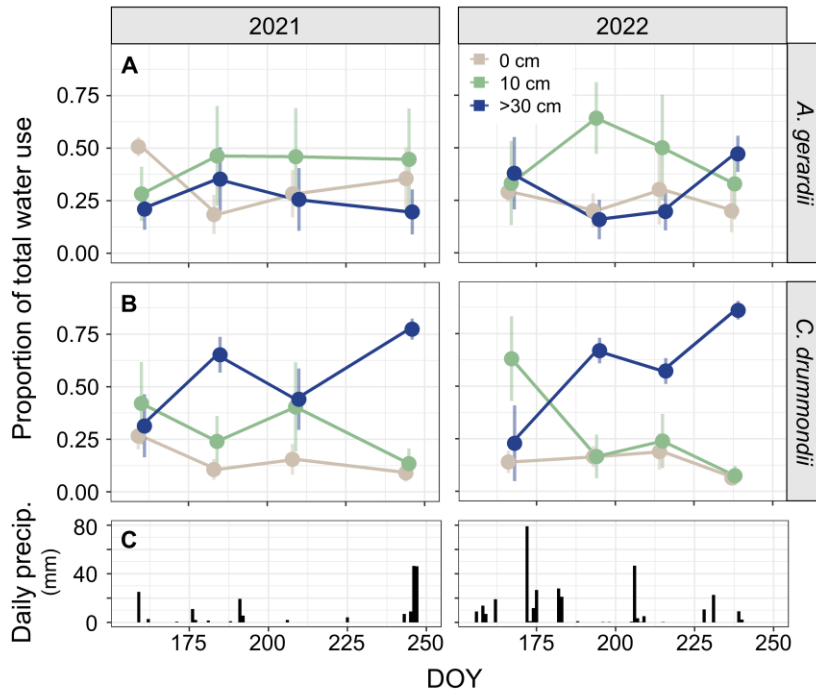 2021 2022
A
0 cm
10 cm
>30 cm
0.75
0.50
0.25
0.00
A. gerardii
B
0.75
0.50
0.25
0.00
C. drummondii
Proportion of total water use
C
80
40
0
Daily precip.
(mm)
175 200 225 250 175 200 225 250
DOY